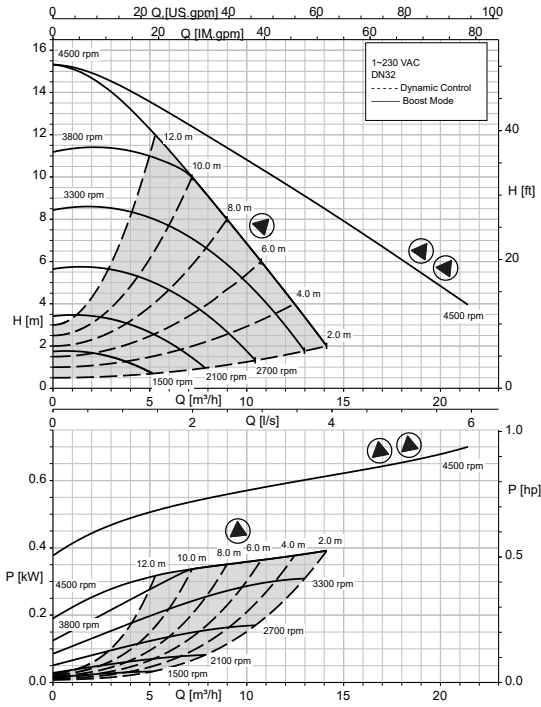 0 20 40 60 80 100
Q [US.gpm]
0 20 40 60 80
Q [IM.gpm]
16
14
12
10
8
6
4
2
0
H [m]
4500 rpm
3800 rpm
3300 rpm
12.0 m
10.0 m
8.0 m
6.0 m
4.0 m
2.0 m
4500 rpm
2700 rpm
2100 rpm
1500 rpm
1~230 VAC
DN32
Dynamic Control
Boost Mode
40
H [ft]
20
0
0 5 10 15 20
Q [m³/h]
0 2 4 6
Q [l/s]
0.6
0.4
P [kW]
0.2
0.0
4500 rpm
4500 rpm
3800 rpm
12.0 m
10.0 m
8.0 m
6.0 m
4.0 m
2.0 m
3300 rpm
2700 rpm
2100 rpm
1500 rpm
1.0
P [hp]
0.5
0.0
0 5 10 15 20
Q [m³/h]